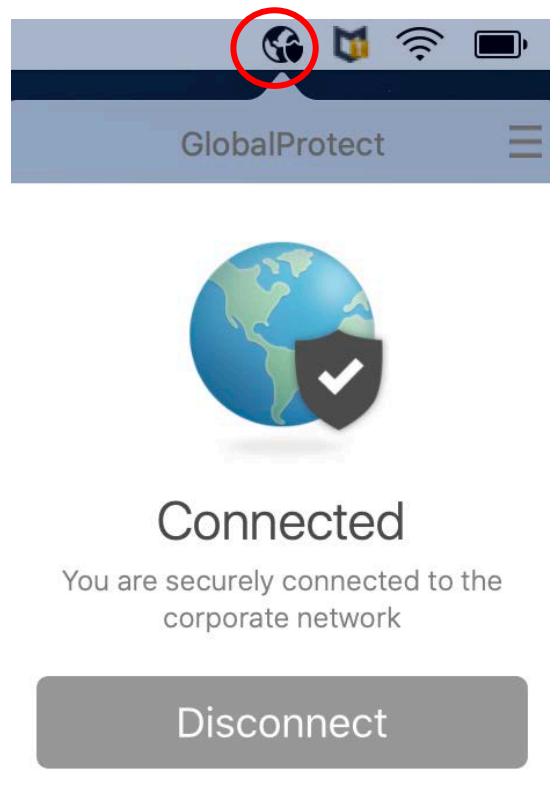 GlobalProtect
Connected
You are securely connected to the
corporate network
Disconnect